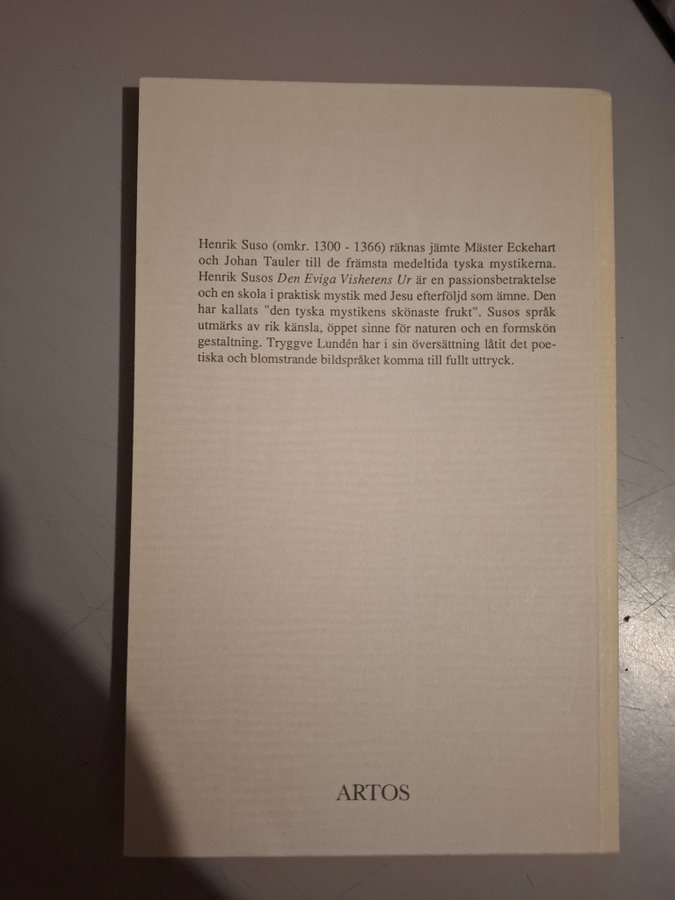 Henrik Suso (omkr. 1300 - 1366) räknas jämte Mäster Eckehart
och Johan Tauler till de främsta medeltida tyska mystikerna.
Henrik Susos Den Eviga Vishetens Ur är en passionsbetraktelse
och en skola i praktisk mystik med Jesu efterföljd som ämne. Den
har kallats "den tyska mystikens skönaste frukt". Susos språk
utmärks av rik känsla, öppet sinne för naturen och en formskön
gestaltning. Tryggve Lundén har i sin översättning låtit det poe-
tiska och blomstrande bildspråket komma till fullt uttryck.
ARTOS